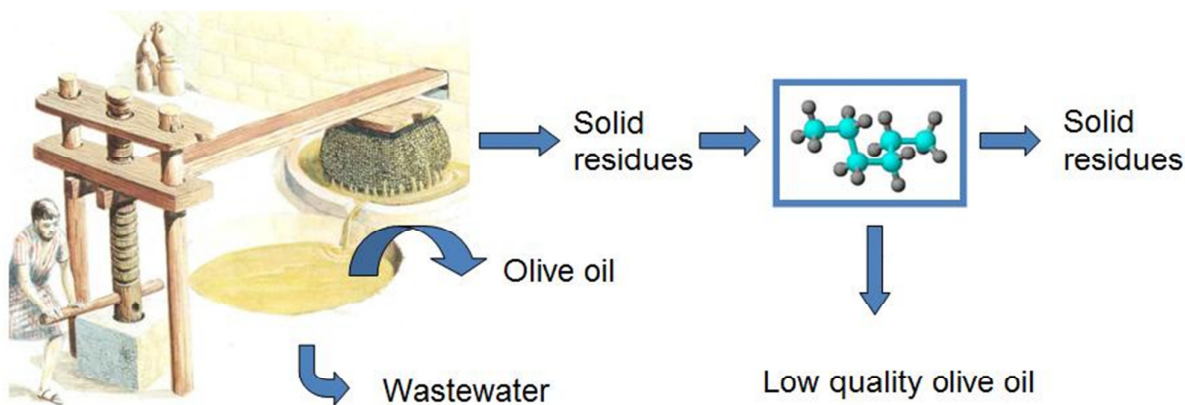 Solid
residues
Solid
residues
Olive oil
Wastewater
Low quality olive oil